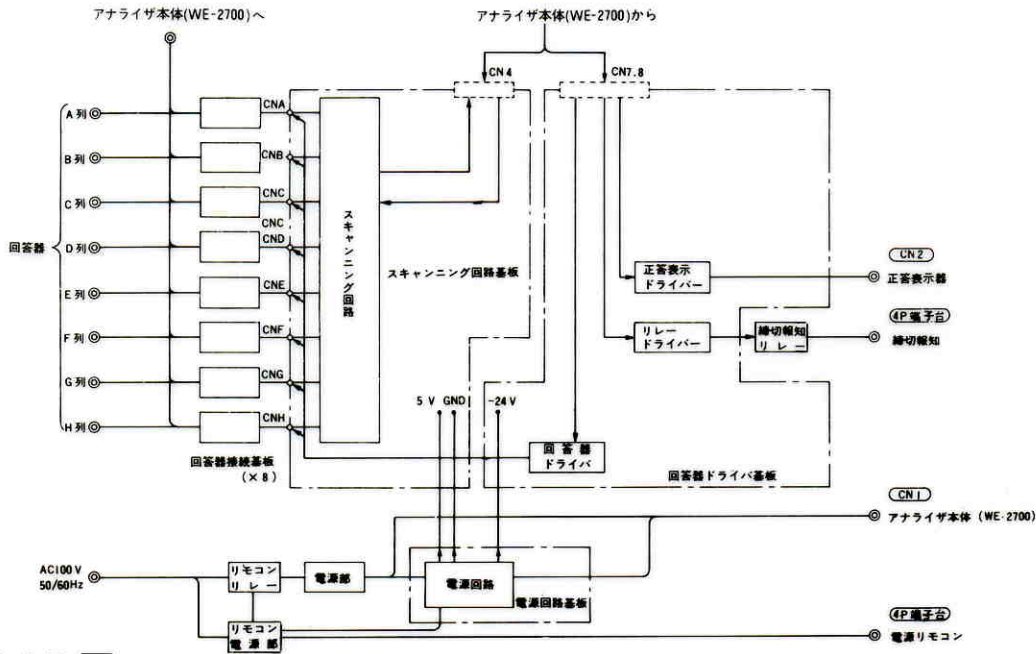 アナライザ本体(WE-2700)へ
アナライザ本体(WE-2700)から
CN4
CN7.8
回答器
A列
B列
C列
D列
E列
F列
G列
H列
CNA
CNB
CNC
CNC
CND
CNE
CNF
CNG
CNH
スキャンニング回路
スキャンニング回路基板
正答表示
ドライバー
CN2
正答表示器
リレー
ドライバー
締切報知
リレー
4P端子台
締切報知
5V GND -24V
回答器
ドライバ
回答器ドライバ基板
回答器接続基板
(×8)
CN1
アナライザ本体(WE-2700)
AC100V
50/60Hz
リモコン
リレー
電源部
電源回路
電源回路基板
リモコン
電源部
4P端子台
電源リモコン